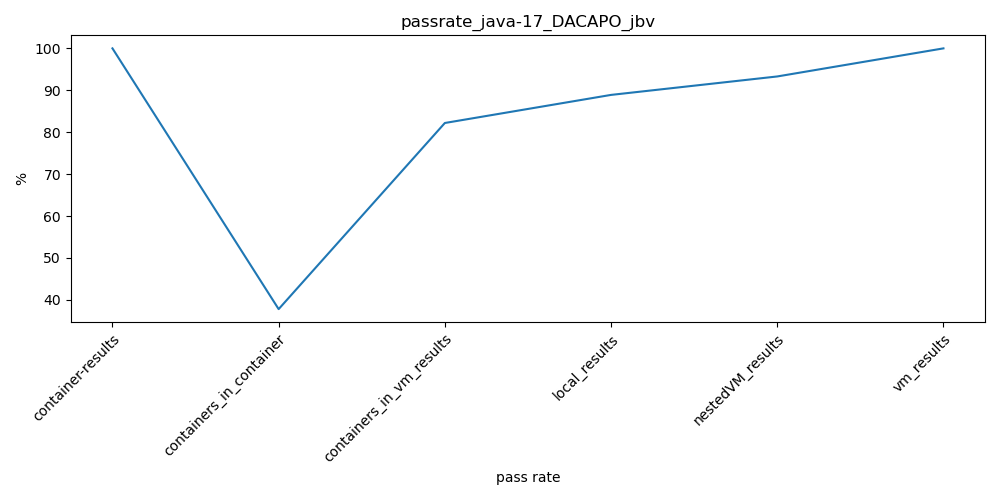 passrate_java-17_DACAPO_jbv
%
100
90
80
70
60
50
40
container-results
containers_in_container
containers_in_vm_results
local_results
nestedVM_results
vm_results
pass rate